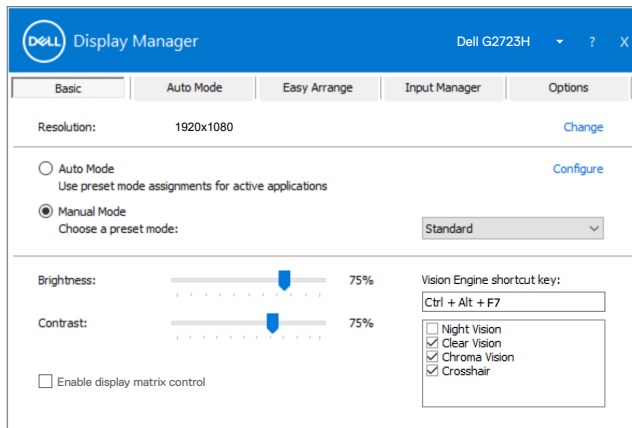 DELL Display Manager Dell G2723H ? X
Basic Auto Mode Easy Arrange Input Manager Options
Resolution: 1920x1080 Change
Auto Mode Configure
Use preset mode assignments for active applications
Manual Mode
Choose a preset mode: Standard
Brightness: 75% Vision Engine shortcut key:
Ctrl + Alt + F7
Contrast: 75%
Night Vision
Clear Vision
Chroma Vision
Crosshair
Enable display matrix control